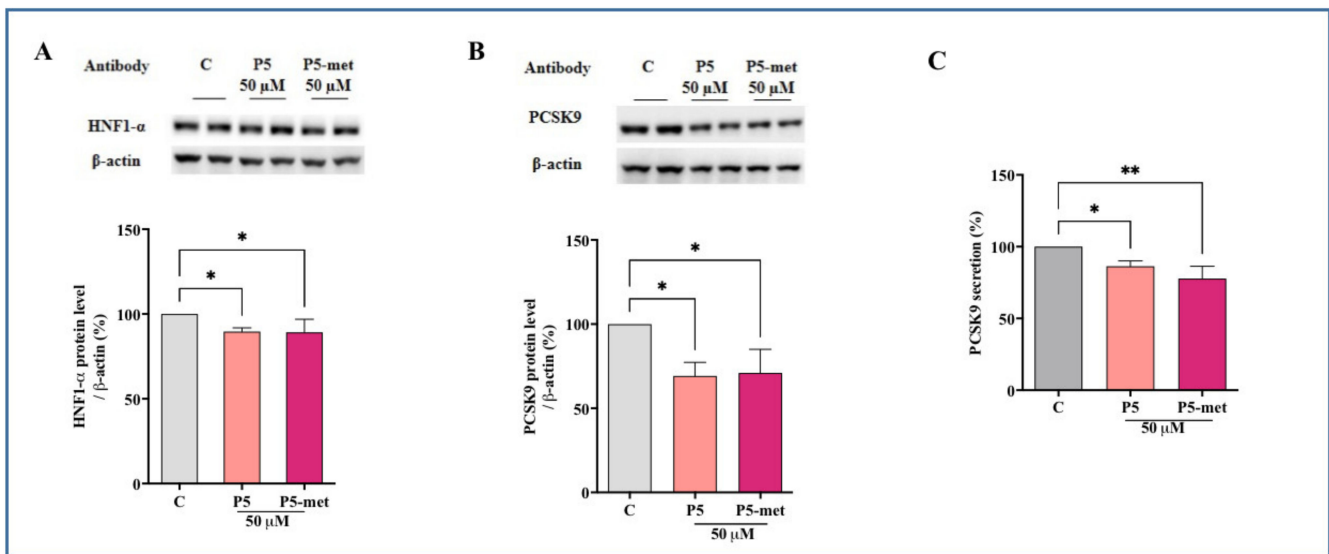 A
Antibody C P5 P5-met
50 µM 50 µM
HNF1-α
β-actin
150
100
50
0
HNF1-α protein level
/ β-actin (%)
*
*
C P5 P5-met
50 µM
B
Antibody C P5 P5-met
50 µM 50 µM
PCSK9
β-actin
150
100
50
0
PCSK9 protein level
/ β-actin (%)
*
*
C P5 P5-met
50 µM
C
150
100
50
0
PCSK9 secretion (%)
**
*
C P5 P5-met
50 µM